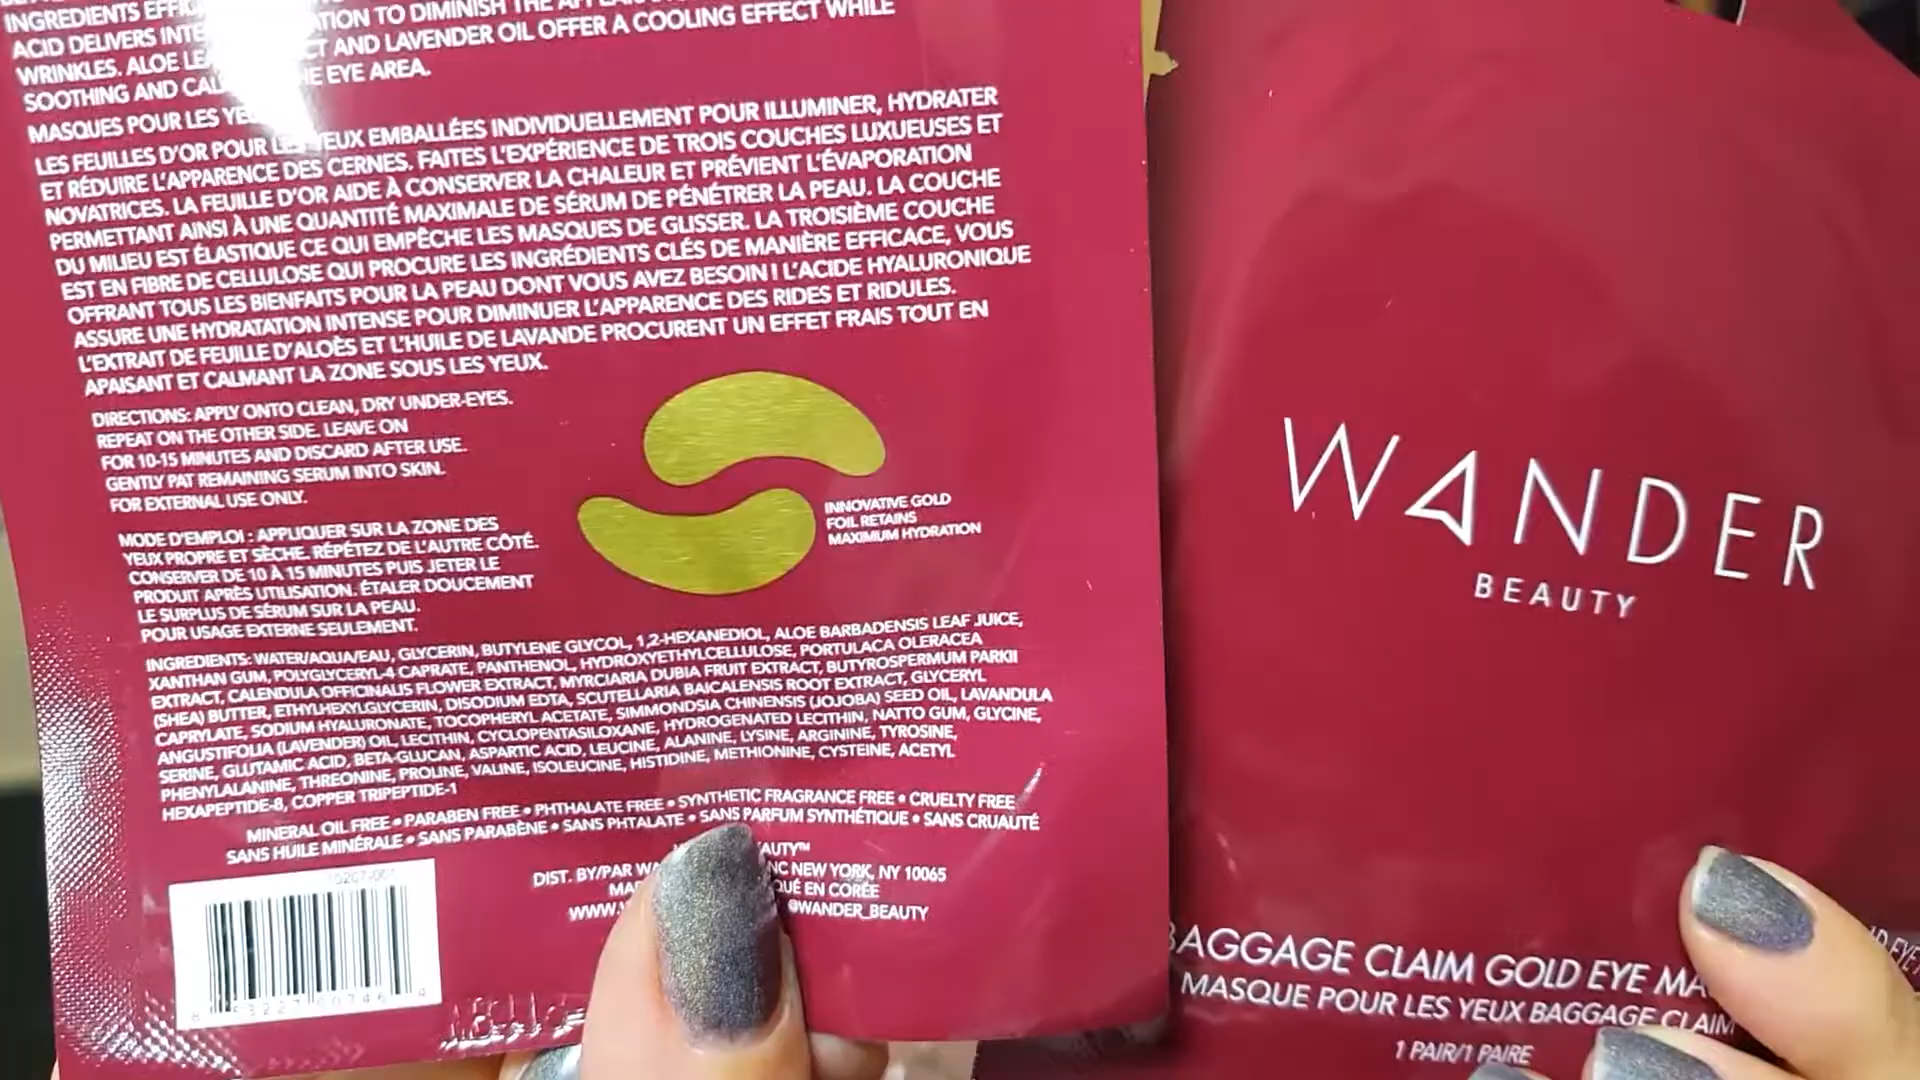 INGREDIENTS
ATION TO DIMINISH THE
ACID DELIVERS
CT AND LAVENDER OIL OFFER A COOLING EFFECT WHILE
WRINKLES. ALOE
SOOTHING AND
EYE AREA.
MASQUES POUR LES
LES FEUILLES D'OR POUR LES YEUX EMBALLÉES INDIVIDUELLEMENT POUR ILLUMINER, HYDRATER
ET RÉDUIRE L'APPARENCE DES CERNES. FAITES L'EXPÉRIENCE DE TROIS COUCHES LUXUEUSES ET
NOVATRICES. LA FEUILLE D'OR AIDE À CONSERVER LA CHALEUR ET PRÉVIENT L'ÉVAPORATION
PERMETTANT AINSI À UNE QUANTITÉ MAXIMALE DE SÉRUM DE PÉNÉTRER LA PEAU. LA COUCHE
DU MILIEU EST ÉLASTIQUE CE QUI EMPÊCHE LES MASQUES DE GLISSER. LA TROISIÈME COUCHE
EST EN FIBRE DE CELLULOSE QUI PROCURE LES INGRÉDIENTS CLÉS DE MANIÈRE EFFICACE, VOUS
OFFRANT TOUS LES BIENFAITS POUR LA PEAU DONT VOUS AVEZ BESOIN ! L'ACIDE HYALURONIQUE
ASSURE UNE HYDRATATION INTENSE POUR DIMINUER L'APPARENCE DES RIDES ET RIDULES.
L'EXTRAIT DE FEUILLE D'ALOÈS ET L'HUILE DE LAVANDE PROCURENT UN EFFET FRAIS TOUT EN
APAISANT ET CALMANT LA ZONE SOUS LES YEUX.
DIRECTIONS: APPLY ONTO CLEAN, DRY UNDER-EYES.
REPEAT ON THE OTHER SIDE. LEAVE ON
FOR 10-15 MINUTES AND DISCARD AFTER USE.
GENTLY PAT REMAINING SERUM INTO SKIN.
FOR EXTERNAL USE ONLY.
MODE D'EMPLOI : APPLIQUER SUR LA ZONE DES
YEUX PROPRE ET SÈCHE. RÉPÉTEZ DE L'AUTRE CÔTÉ.
CONSERVER DE 10 À 15 MINUTES PUIS JETER LE
PRODUIT APRÈS UTILISATION. ÉTALER DOUCEMENT
LE SURPLUS DE SÉRUM SUR LA PEAU.
POUR USAGE EXTERNE SEULEMENT.
INNOVATIVE GOLD
FOIL RETAINS
MAXIMUM HYDRATION
INGREDIENTS: WATER/AQUA/EAU, GLYCERIN, BUTYLENE GLYCOL, 1,2-HEXANEDIOL, ALOE BARBADENSIS LEAF JUICE,
XANTHAN GUM, POLYGLYCERYL-4 CAPRATE, PANTHENOL, HYDROXYETHYLCELLULOSE, PORTULACA OLERACEA
EXTRACT, CALENDULA OFFICINALIS FLOWER EXTRACT, MYRCIARIA DUBIA FRUIT EXTRACT, BUTYROSPERMUM PARKII
(SHEA) BUTTER, ETHYLHEXYLGLYCERIN, DISODIUM EDTA, SCUTELLARIA BAICALENSIS ROOT EXTRACT, GLYCERYL
CAPRYLATE, SODIUM HYALURONATE, TOCOPHERYL ACETATE, SIMMONDSIA CHINENSIS (JOJOBA) SEED OIL, LAVANDULA
ANGUSTIFOLIA (LAVENDER) OIL, LECITHIN, CYCLOPENTASILOXANE, HYDROGENATED LECITHIN, NATTO GUM, GLYCINE,
SERINE, GLUTAMIC ACID, BETA-GLUCAN, ASPARTIC ACID, LEUCINE, ALANINE, LYSINE, ARGININE, TYROSINE,
PHENYLALANINE, THREONINE, PROLINE, VALINE, ISOLEUCINE, HISTIDINE, METHIONINE, CYSTEINE, ACETYL
HEXAPEPTIDE-8, COPPER TRIPEPTIDE-1
MINERAL OIL FREE • PARABEN FREE • PHTHALATE FREE • SYNTHETIC FRAGRANCE FREE • CRUELTY FREE
SANS HUILE MINÉRALE • SANS PARABÈNE • SANS PHTALATE • SANS PARFUM SYNTHÉTIQUE • SANS CRUAUTÉ
DIST. BY/PAR
NEW YORK, NY 10065
EN CORÉE
@WANDER_BEAUTY
WANDER
BEAUTY
BAGGAGE CLAIM GOLD EYE
MASQUE POUR LES YEUX BAGGAGE CLAIM
1 PAIR/1 PAIRE